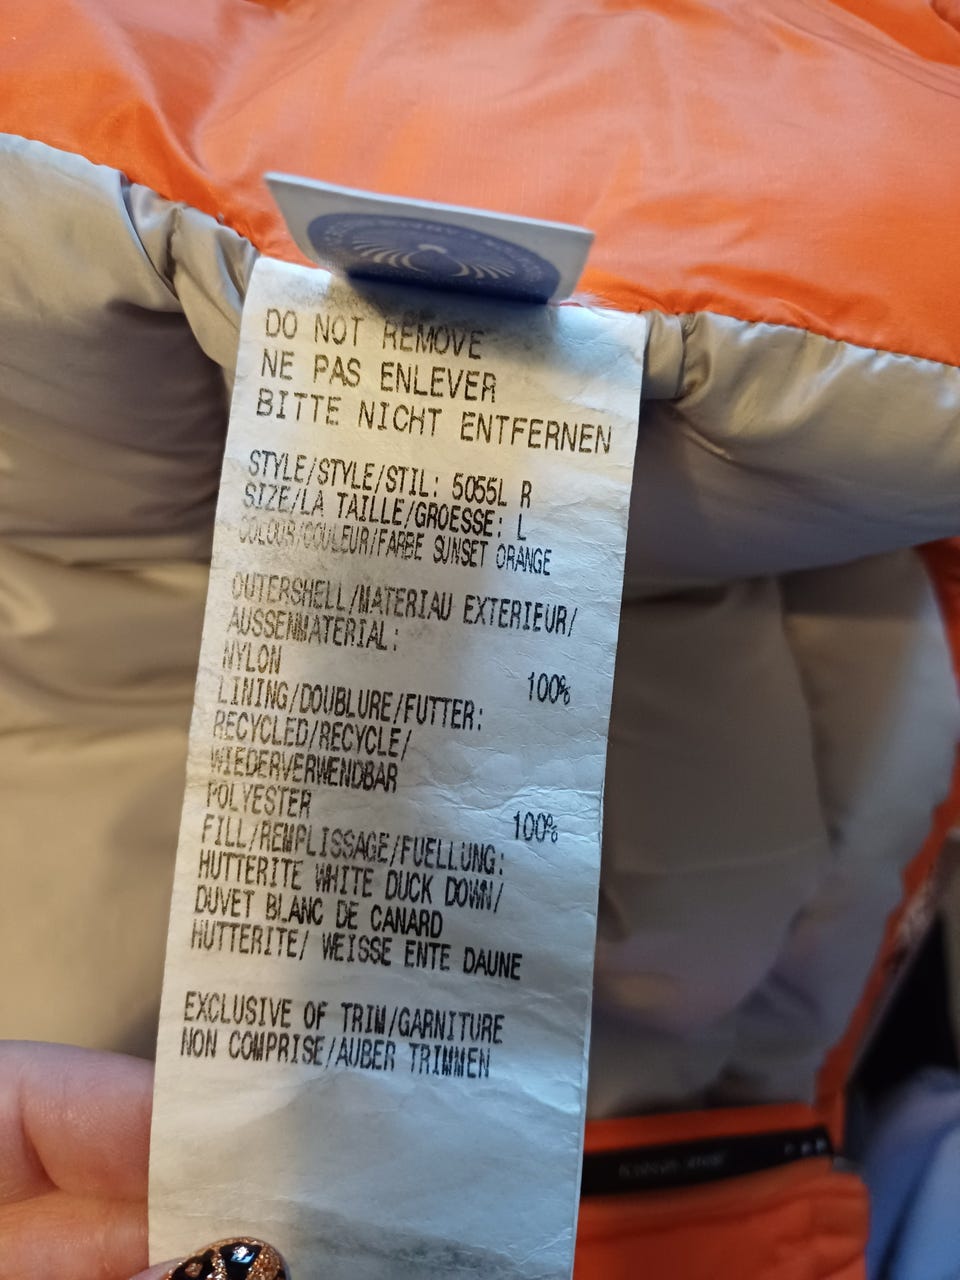 DO NOT REMOVE
NE PAS ENLEVER
BITTE NICHT ENTFERNEN
STYLE/STYLE/STIL: 5055L R
SIZE/LA TAILLE/GROESSE: L
COLOUR/COULEUR/FARBE SUNSET ORANGE
OUTERSHELL/MATERIAU EXTERIEUR/
AUSSENMATERIAL:
NYLON 100%
LINING/DOUBLURE/FUTTER:
RECYCLED/RECYCLE/
WIEDERVERWENDBAR
POLYESTER 100%
FILL/REMPLISSAGE/FUELLUNG:
HUTTERITE WHITE DUCK DOWN/
DUVET BLANC DE CANARD
HUTTERITE/ WEISSE ENTE DAUNE
EXCLUSIVE OF TRIM/GARNITURE
NON COMPRISE/AUBER TRIMMEN